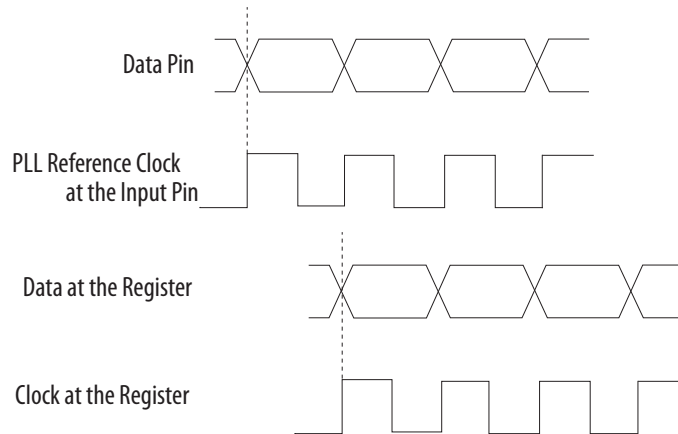 Data Pin
PLL Reference Clock
at the Input Pin
Data at the Register
Clock at the Register